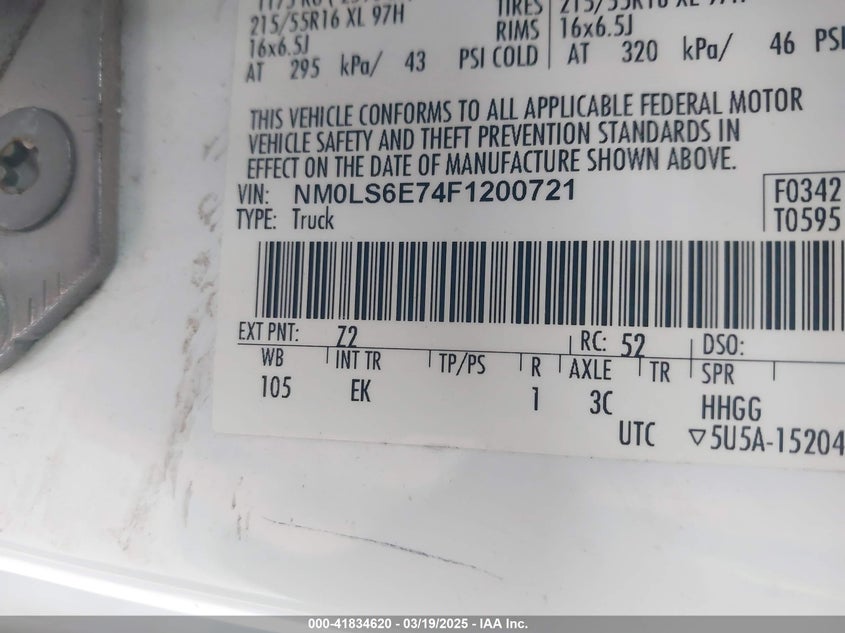 TIRES
215/55R16 XL 97H
RIMS
16x6.5J
16x6.5J
AT 295 kPa/ 43 PSI COLD
AT 320 kPa/ 46 PSI
THIS VEHICLE CONFORMS TO ALL APPLICABLE FEDERAL MOTOR
VEHICLE SAFETY AND THEFT PREVENTION STANDARDS IN
EFFECT ON THE DATE OF MANUFACTURE SHOWN ABOVE.
VIN: NM0LS6E74F1200721
F0342
TYPE: Truck
T0595
EXT PNT: Z2 RC: 52 DSO:
WB INT TR TP/PS R AXLE TR SPR
105 EK 1 3C HHGG
UTC ▽5U5A-15204
000-41834620 - 03/19/2025 - IAA Inc.